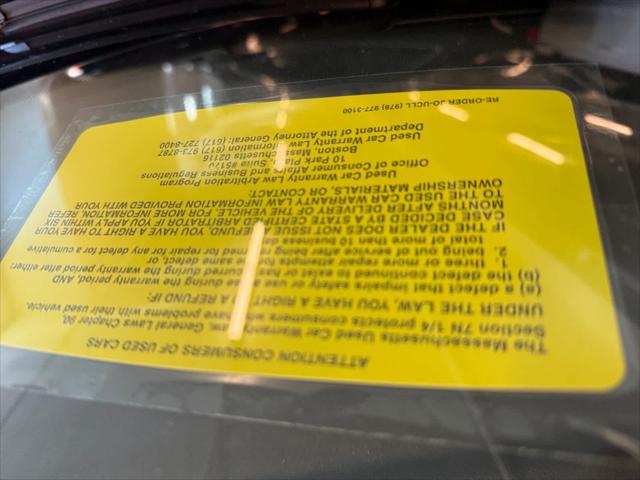 ATTENTION CONSUMERS OF USED CARS
The Massachusetts Used Car Warranty Law, General Laws Chapter 90,
Section 7N 1/4 protects consumers who have problems with their used vehicle.
UNDER THE LAW, YOU HAVE A RIGHT TO REFUND IF:
(a) a defect that impairs safety or use arose during the warranty period, AND
(b) the defect continued to exist or has recurred during the warranty period after either:
1. three or more repair attempts for the same defect, or
2. being out of service after being returned for repair for any defect for a cumulative
total of more than 10 business days
IF THE DEALER DOES NOT ISSUE A REFUND, YOU HAVE A RIGHT TO HAVE YOUR
CASE DECIDED BY A STATE CERTIFIED ARBITRATOR IF YOU APPLY WITHIN SIX
MONTHS AFTER DELIVERY OF THE VEHICLE. FOR MORE INFORMATION, REFER
TO THE USED CAR WARRANTY LAW INFORMATION PROVIDED WITH YOUR
OWNERSHIP MATERIALS, OR CONTACT:
Used Car Warranty Law Arbitration Program
Office of Consumer Affairs and Business Regulations
10 Park Plaza, Suite #5170
Boston, Massachusetts 02116
Used Car Warranty Law Information (617) 973-8787
Department of the Attorney General: (617) 727-8400
RE-ORDER JO-UCLL (978) 977-3100